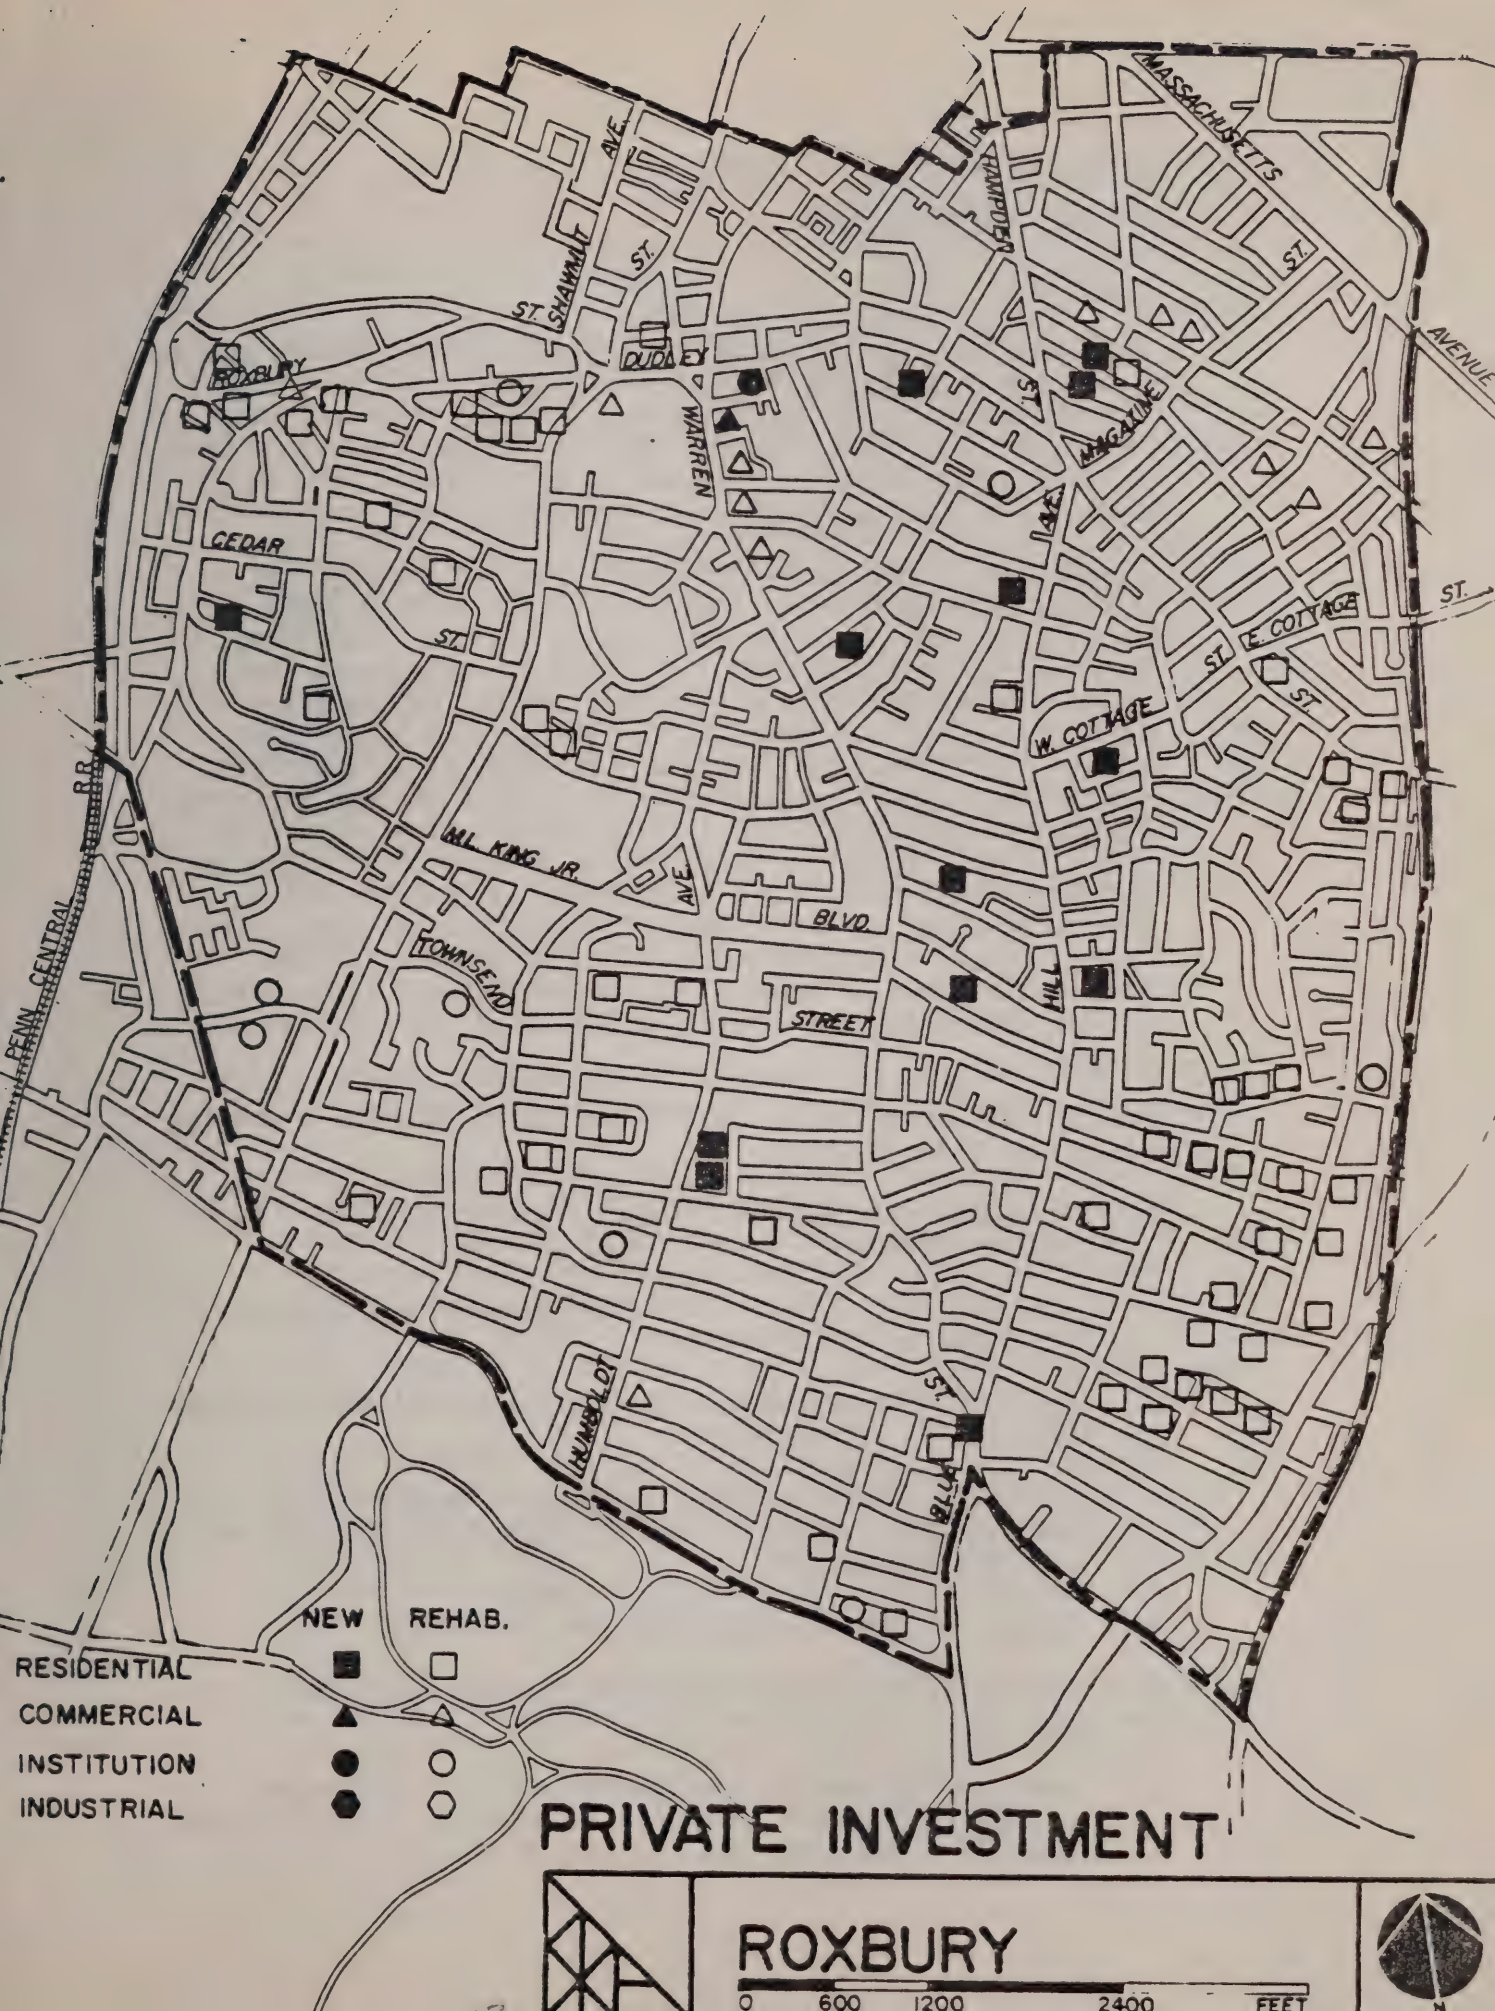 MASSACHUSETTS
AVE.
HAMPDEN
ST.
ST.
SHAWMUT
ST.
AVENUE
ROXBURY
DUDLEY
ST.
WARREN
MAGAZINE
AVE.
CEDAR
ST.
ST.
E. COTTAGE
ST.
ST.
W. COTTAGE
RR
M.L. KING JR.
AVE.
BLVD.
PENN CENTRAL
TOWNSEND
HILL
STREET
HUMBOLDT
ST.
BLUE
NEW REHAB.
RESIDENTIAL
COMMERCIAL
INSTITUTION
INDUSTRIAL
PRIVATE INVESTMENT
ROXBURY
0 600 1200 2400 FEET